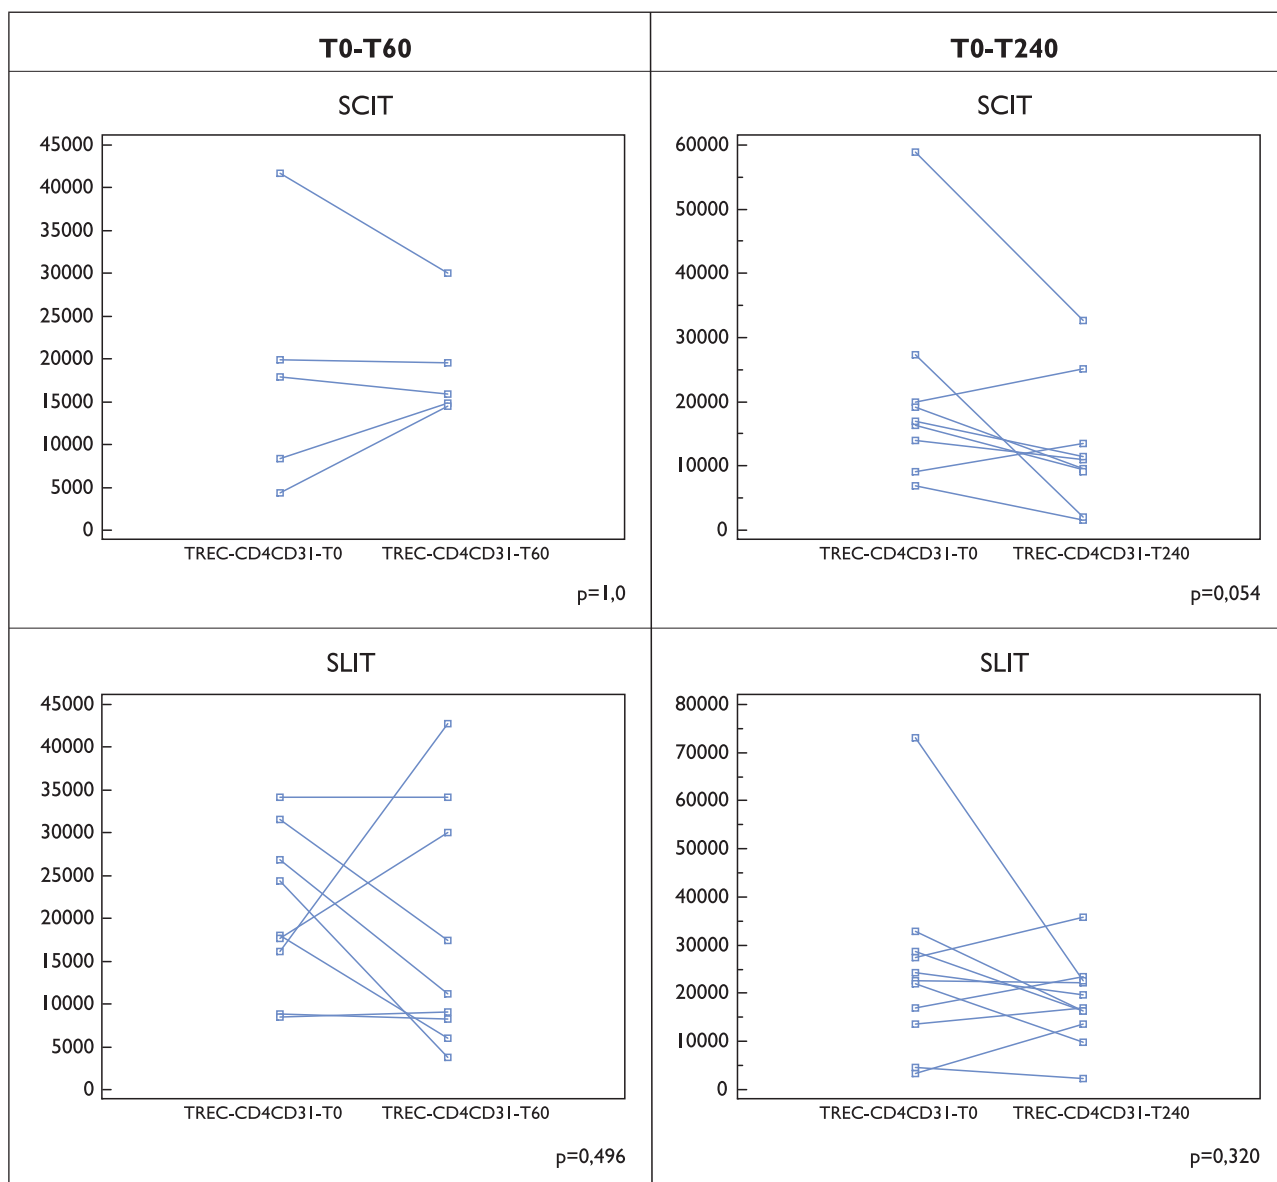 T0-T60
T0-T240
SCIT
45000
40000
35000
30000
25000
20000
15000
10000
5000
0
TREC-CD4CD31-T0 TREC-CD4CD31-T60
p=1,0
SCIT
60000
50000
40000
30000
20000
10000
0
TREC-CD4CD31-T0 TREC-CD4CD31-T240
p=0,054
SLIT
45000
40000
35000
30000
25000
20000
15000
10000
5000
0
TREC-CD4CD31-T0 TREC-CD4CD31-T60
p=0,496
SLIT
80000
70000
60000
50000
40000
30000
20000
10000
0
TREC-CD4CD31-T0 TREC-CD4CD31-T240
p=0,320